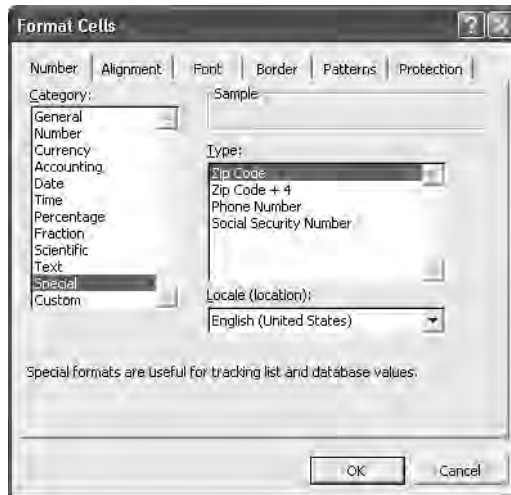 Format Cells
Number Alignment Font Border Patterns Protection
Category:
General
Number
Currency
Accounting
Date
Time
Percentage
Fraction
Scientific
Text
Special
Custom
Sample
Type:
Zip Code
Zip Code + 4
Phone Number
Social Security Number
Locale (location):
English (United States)
Special formats are useful for tracking list and database values.
OK Cancel